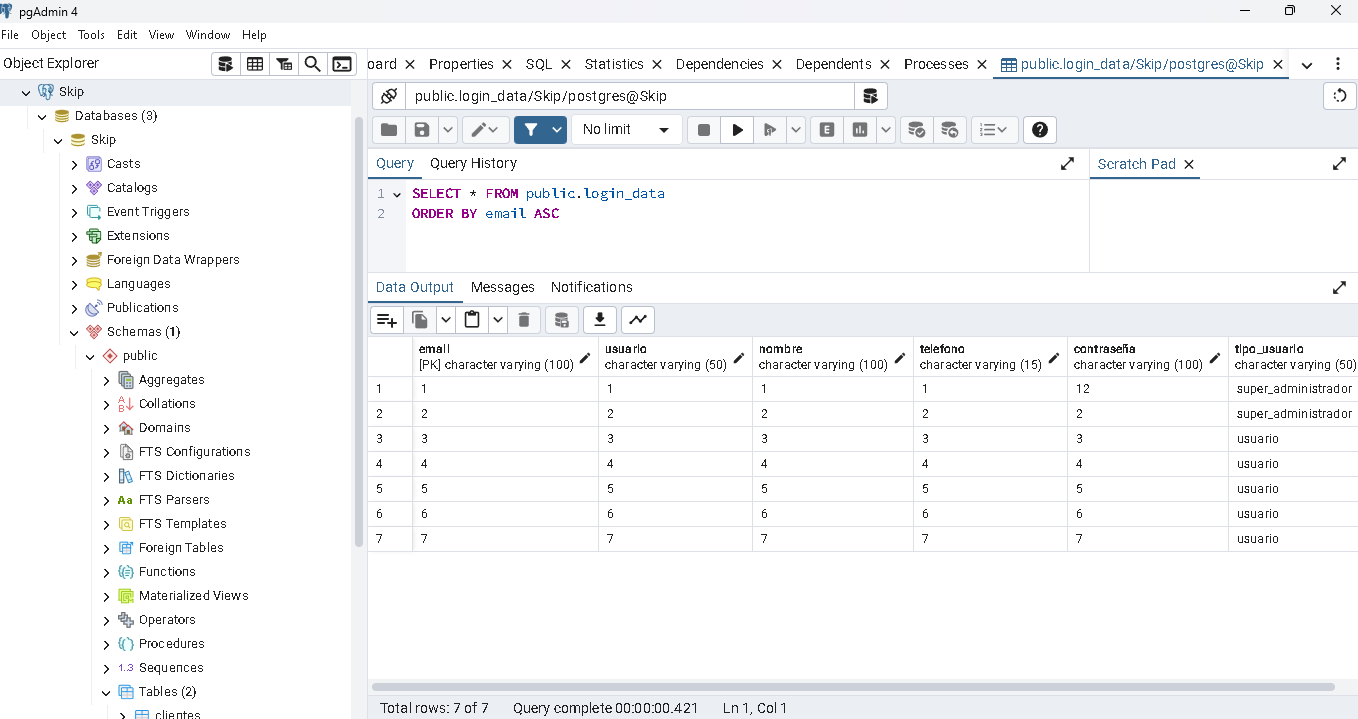 pgAdmin 4
File Object Tools Edit View Window Help
Object Explorer
oard Properties SQL Statistics Dependencies Dependents Processes public.login_data/Skip/postgres@Skip
Skip
Databases (3)
Skip
Casts
Catalogs
Event Triggers
Extensions
Foreign Data Wrappers
Languages
Publications
Schemas (1)
public
Aggregates
Collations
Domains
FTS Configurations
FTS Dictionaries
Aa FTS Parsers
FTS Templates
Foreign Tables
Functions
Materialized Views
Operators
Procedures
1.3 Sequences
Tables (2)
clientes
public.login_data/Skip/postgres@Skip
No limit
Query Query History
Scratch Pad
1 SELECT * FROM public.login_data
2 ORDER BY email ASC
Data Output Messages Notifications
email usuario nombre telefono contraseña tipo_usuario
[PK] character varying (100) character varying (50) character varying (100) character varying (15) character varying (100) character varying (50)
1 1 1 1 1 12 super_administrador
2 2 2 2 2 2 super_administrador
3 3 3 3 3 3 usuario
4 4 4 4 4 4 usuario
5 5 5 5 5 5 usuario
6 6 6 6 6 6 usuario
7 7 7 7 7 7 usuario
Total rows: 7 of 7 Query complete 00:00:00.421 Ln 1, Col 1